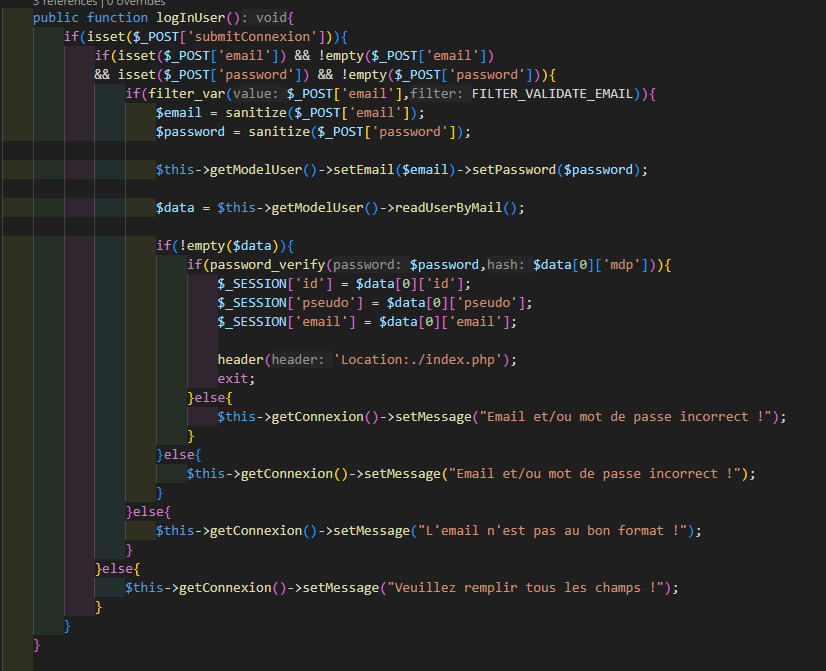 3 references | 0 overrides
public function logInUser(): void{
if(isset($_POST['submitConnexion'])){
if(isset($_POST['email']) && !empty($_POST['email'])
&& isset($_POST['password']) && !empty($_POST['password'])){
if(filter_var(value: $_POST['email'],filter: FILTER_VALIDATE_EMAIL)){
$email = sanitize($_POST['email']);
$password = sanitize($_POST['password']);
$this->getModelUser()->setEmail($email)->setPassword($password);
$data = $this->getModelUser()->readUserByMail();
if(!empty($data)){
if(password_verify(password: $password,hash: $data[0]['mdp'])){
$_SESSION['id'] = $data[0]['id'];
$_SESSION['pseudo'] = $data[0]['pseudo'];
$_SESSION['email'] = $data[0]['email'];
header(header: 'Location:./index.php');
exit;
}else{
$this->getConnexion()->setMessage("Email et/ou mot de passe incorrect !");
}
}else{
$this->getConnexion()->setMessage("Email et/ou mot de passe incorrect !");
}
}else{
$this->getConnexion()->setMessage("L'email n'est pas au bon format !");
}
}else{
$this->getConnexion()->setMessage("Veuillez remplir tous les champs !");
}
}
}